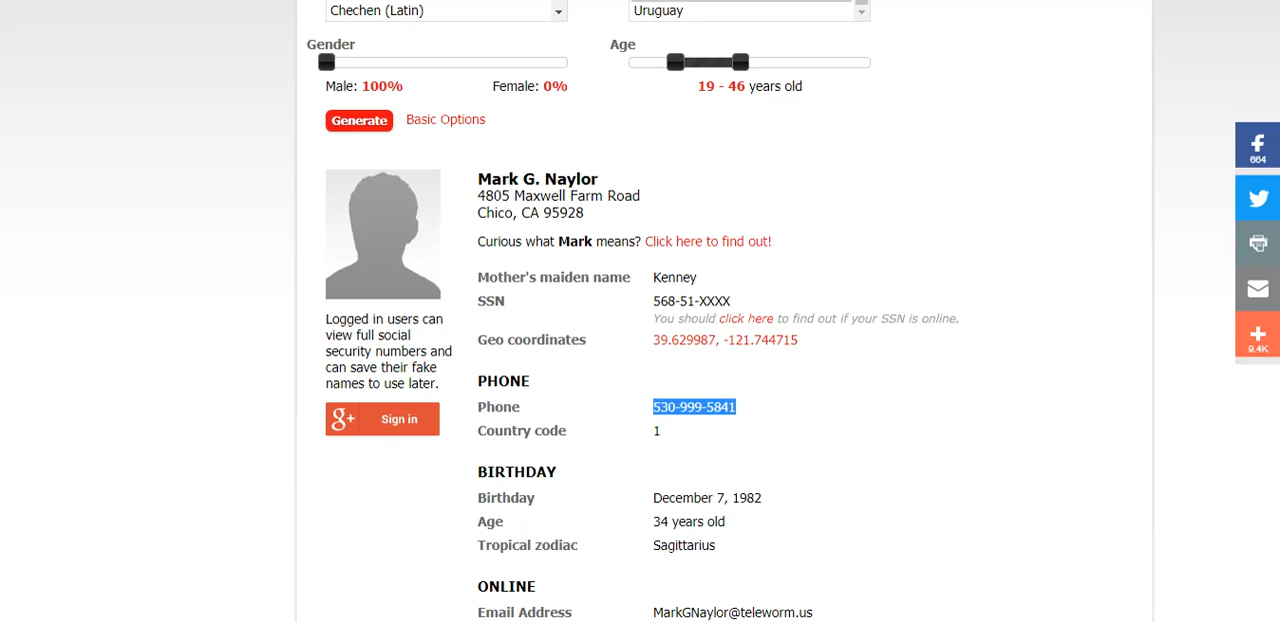 Chechen (Latin)
Uruguay
Gender
Age
Male: 100%
Female: 0%
19 - 46 years old
Generate
Basic Options
Mark G. Naylor
4805 Maxwell Farm Road
Chico, CA 95928
Curious what Mark means? Click here to find out!
Mother's maiden name Kenney
SSN 568-51-XXXX
You should click here to find out if your SSN is online.
Geo coordinates 39.629987, -121.744715
Logged in users can
view full social
security numbers and
can save their fake
names to use later.
g+ Sign in
PHONE
Phone 530-999-5841
Country code 1
BIRTHDAY
Birthday December 7, 1982
Age 34 years old
Tropical zodiac Sagittarius
ONLINE
Email Address MarkGNaylor@teleworm.us
664
9.4K